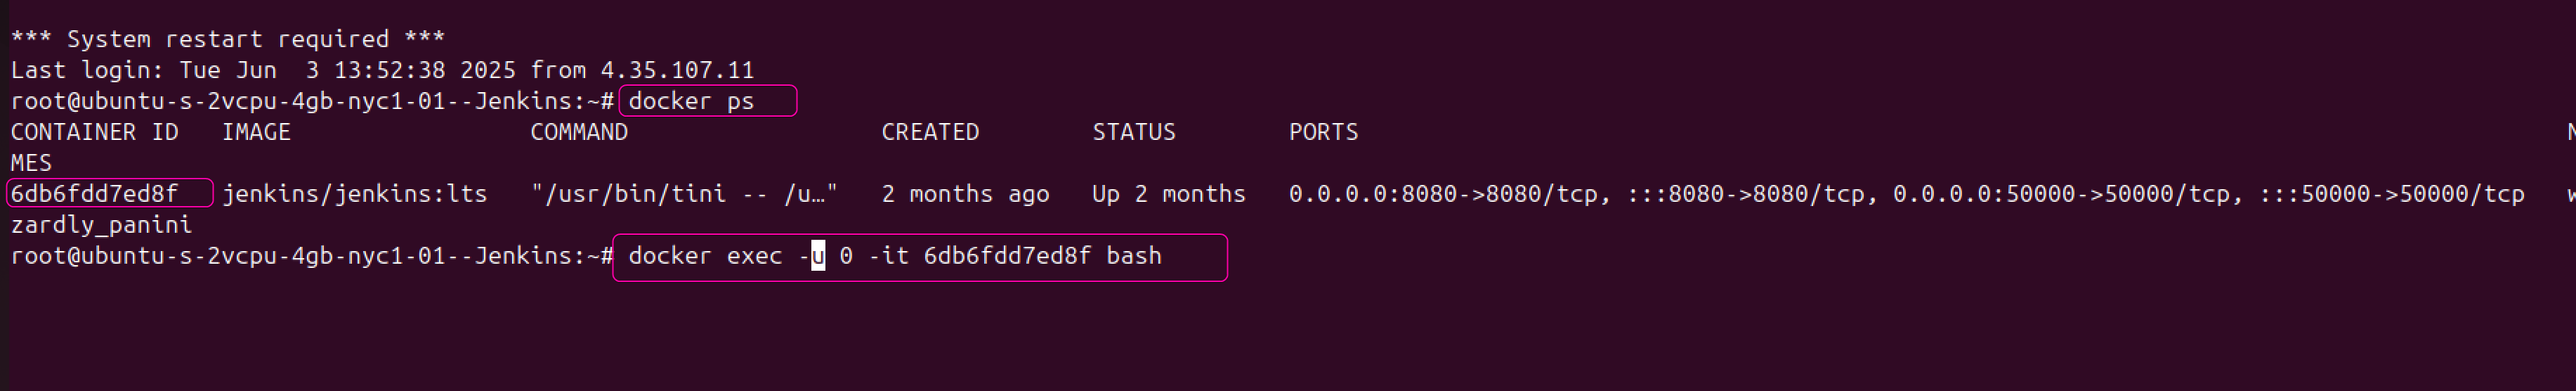 *** System restart required ***
Last login: Tue Jun  3 13:52:38 2025 from 4.35.107.11
root@ubuntu-s-2vcpu-4gb-nyc1-01--Jenkins:~# docker ps
CONTAINER ID   IMAGE                 COMMAND                  CREATED        STATUS        PORTS                                                                                      N
MES
6db6fdd7ed8f   jenkins/jenkins:lts   "/usr/bin/tini -- /u…"   2 months ago   Up 2 months   0.0.0.0:8080->8080/tcp, :::8080->8080/tcp, 0.0.0.0:50000->50000/tcp, :::50000->50000/tcp   w
zardly_panini
root@ubuntu-s-2vcpu-4gb-nyc1-01--Jenkins:~# docker exec -u 0 -it 6db6fdd7ed8f bash